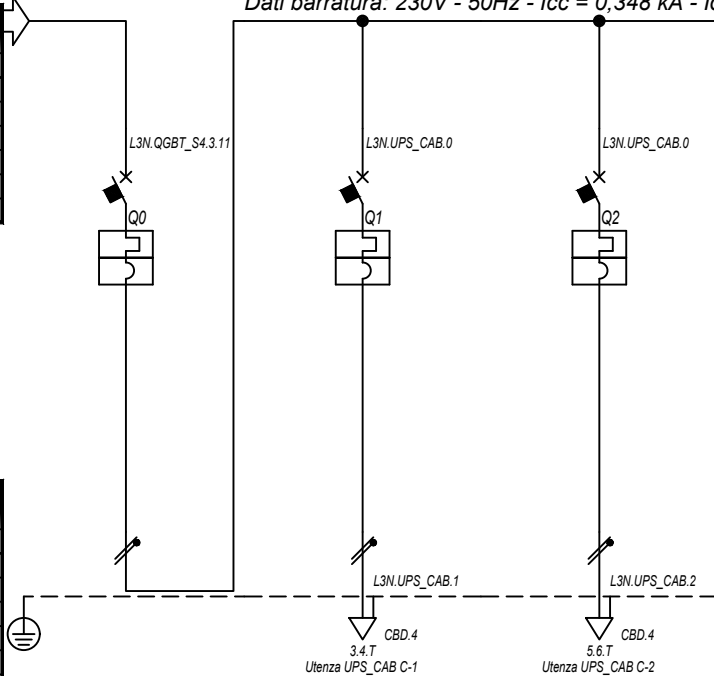 Dati barratura: 230V - 50Hz - Icc = 0,348 kA -
L3N.QGBT_S4.3.11
L3N.UPS_CAB.0
L3N.UPS_CAB.0
Q0
Q1
Q2
L3N.UPS_CAB.1
L3N.UPS_CAB.2
CBD.4
CBD.4
3.4.T
5.6.T
Utenza UPS_CAB C-1
Utenza UPS_CAB C-2